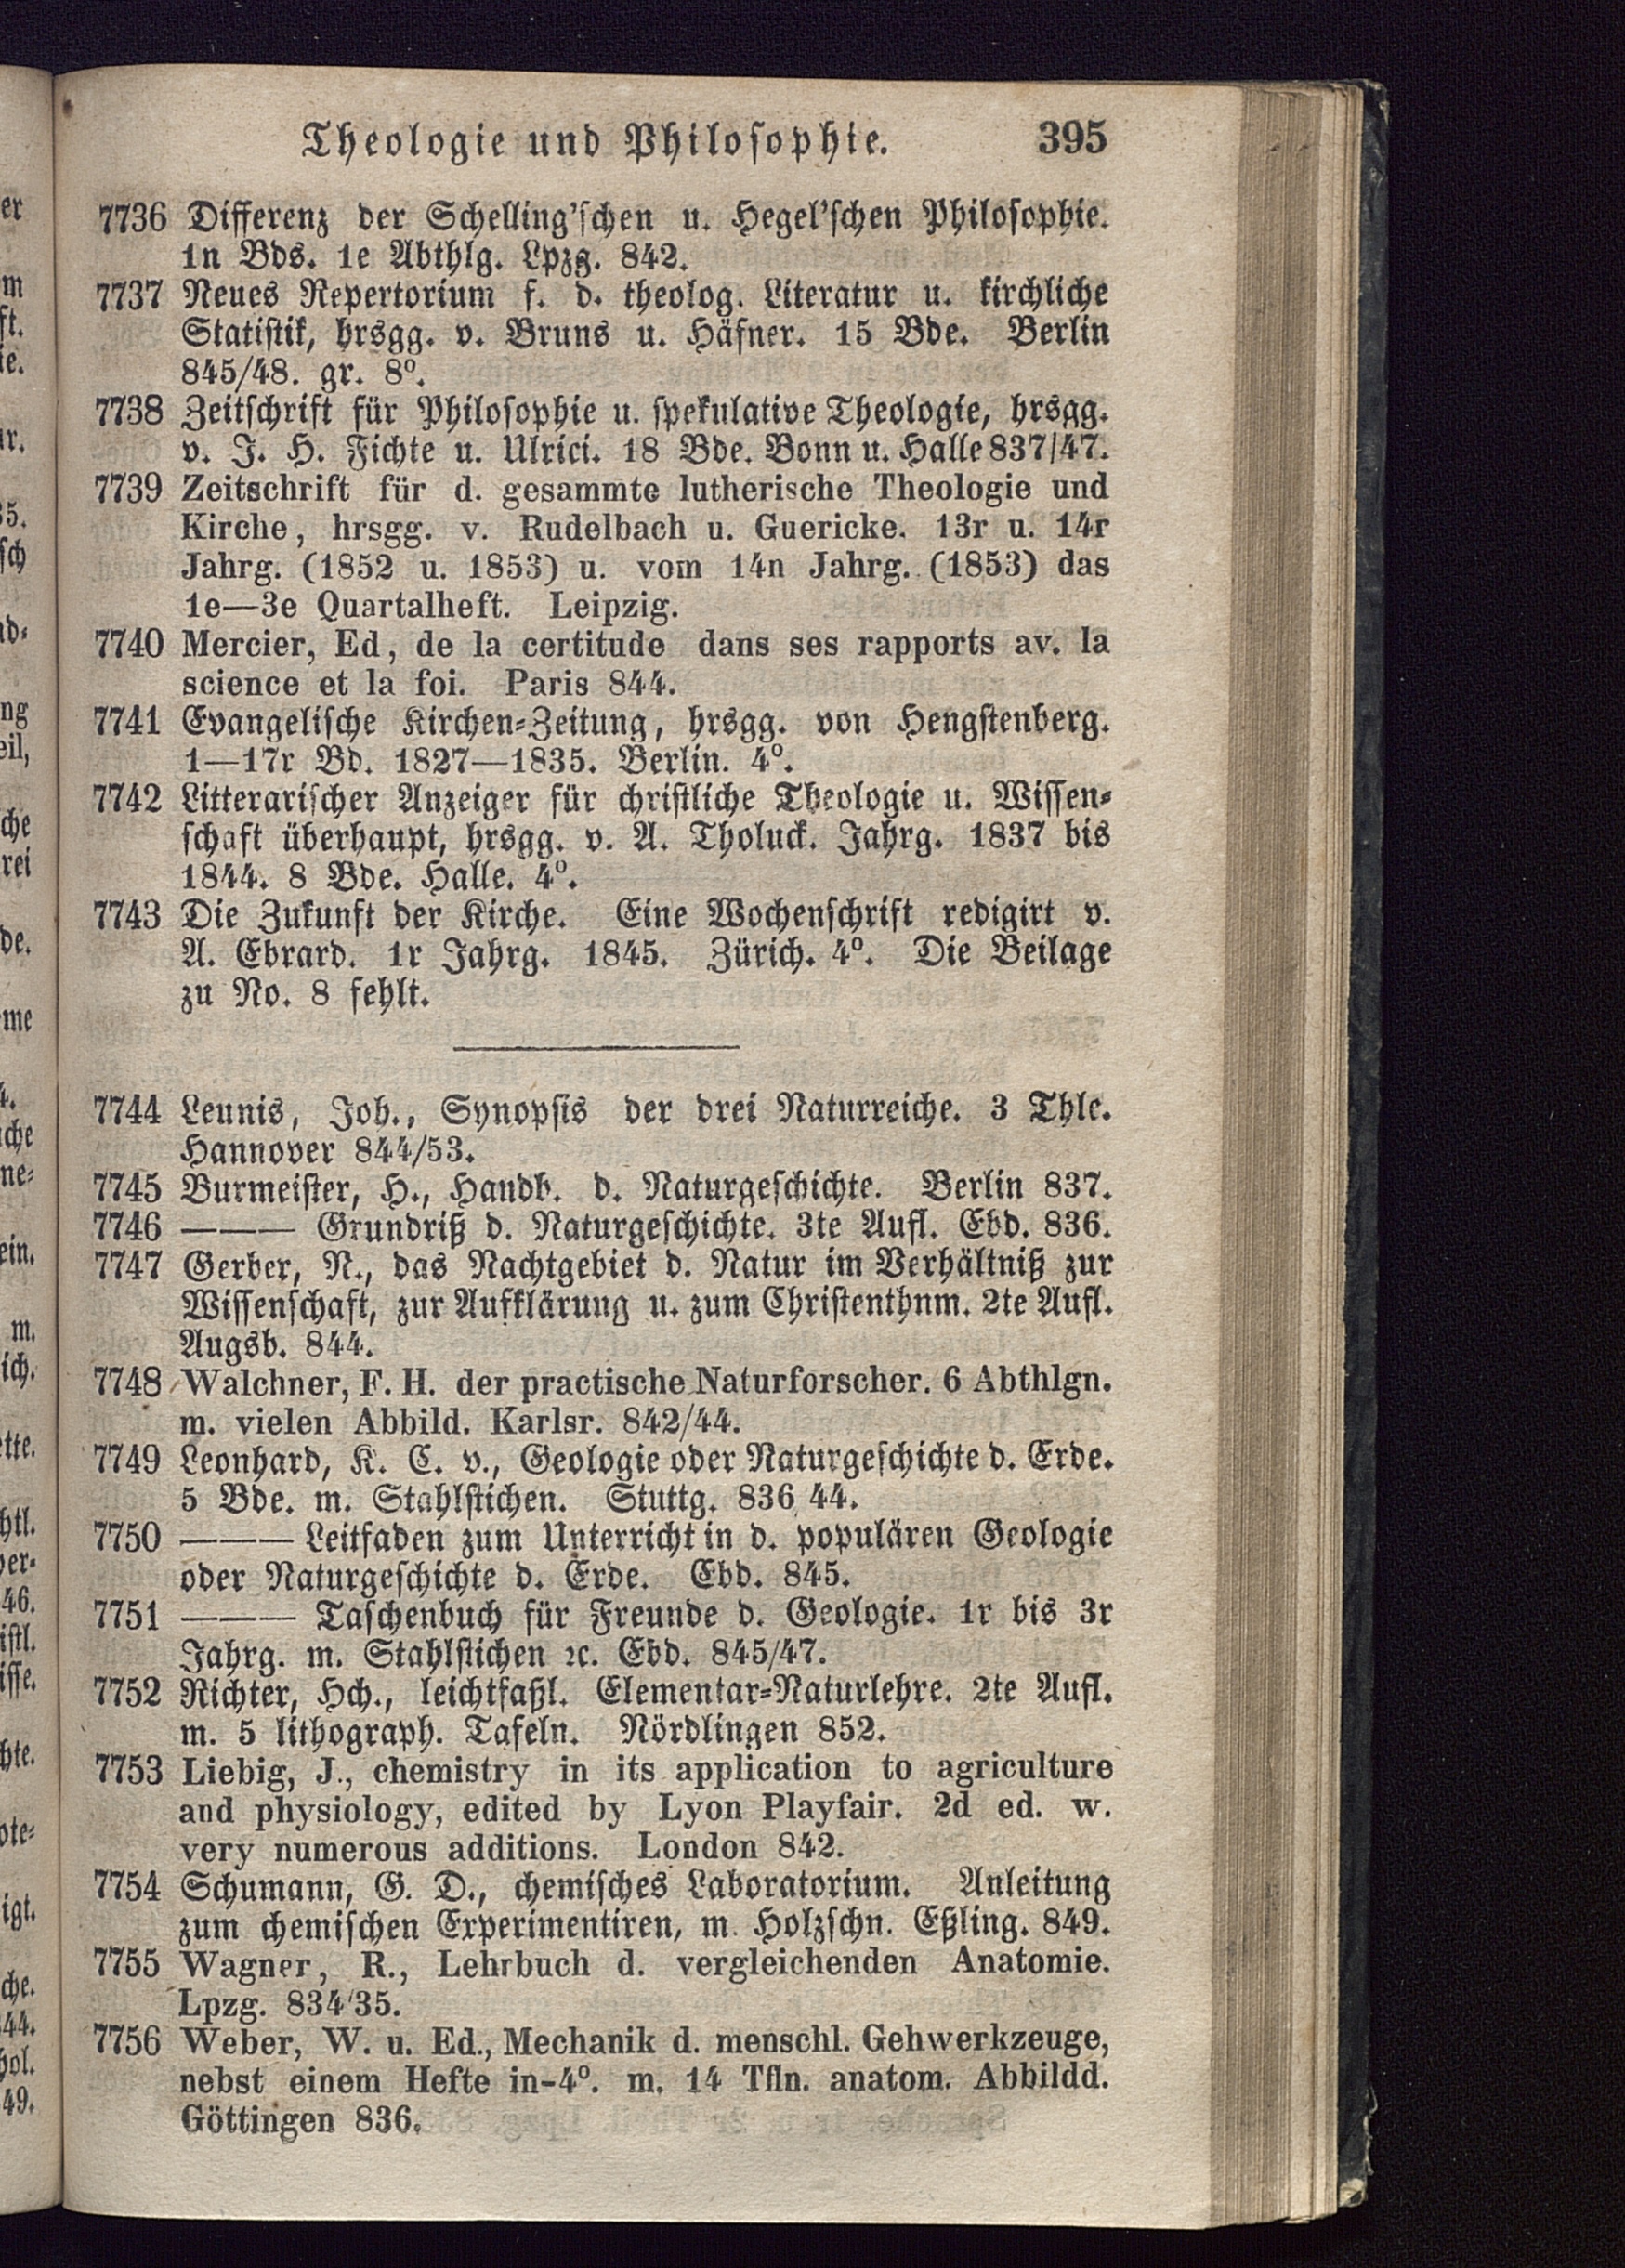 Theologie und Philosophie. 395
7736 Differenz der Schelling'schen u. Hegel'schen Philosophie.
1n Bds. 1e Abthlg. Lpzg. 842.
7737 Neues Repertorium f. d. theolog. Literatur u. kirchliche
Statistik, hrsgg. v. Bruns u. Häfner. 15 Bde. Berlin
845/48. gr. 8°.
7738 Zeitschrift für Philosophie u. spekulative Theologie, hrsgg.
v. J. H. Fichte u. Ulrici. 18 Bde. Bonn u. Halle 837/47.
7739 Zeitschrift für d. gesammte lutherische Theologie und
Kirche, hrsgg. v. Rudelbach u. Guericke. 13r u. 14r
Jahrg. (1852 u. 1853) u. vom 14n Jahrg. (1853) das
1e—3e Quartalheft. Leipzig.
7740 Mercier, Ed, de la certitude dans ses rapports av. la
science et la foi. Paris 844.
7741 Evangelische Kirchen-Zeitung, hrsgg. von Hengstenberg.
1—17r Bd. 1827—1835. Berlin. 4°.
7742 Litterarischer Anzeiger für christliche Theologie u. Wissen-
schaft überhaupt, hrsgg. v. A. Tholuck. Jahrg. 1837 bis
1844. 8 Bde. Halle. 4°.
7743 Die Zukunft der Kirche. Eine Wochenschrift redigirt v.
A. Ebrard. 1r Jahrg. 1845. Zürich. 4°. Die Beilage
zu No. 8 fehlt.
7744 Leunis, Joh., Synopsis der drei Naturreiche. 3 Thle.
Hannover 844/53.
7745 Burmeister, H., Handb. d. Naturgeschichte. Berlin 837.
7746 ——— Grundriß d. Naturgeschichte. 3te Aufl. Ebd. 836.
7747 Gerber, N., das Nachtgebiet d. Natur im Verhältniß zur
Wissenschaft, zur Aufklärung u. zum Christenthnm. 2te Aufl.
Augsb. 844.
7748 Walchner, F. H. der practische Naturforscher. 6 Abthlgn.
m. vielen Abbild. Karlsr. 842/44.
7749 Leonhard, K. C. v., Geologie oder Naturgeschichte d. Erde.
5 Bde. m. Stahlstichen. Stuttg. 836 44.
7750 ——— Leitfaden zum Unterricht in d. populären Geologie
oder Naturgeschichte d. Erde. Ebd. 845.
7751 ——— Taschenbuch für Freunde d. Geologie. 1r bis 3r
Jahrg. m. Stahlstichen ꝛc. Ebd. 845/47.
7752 Richter, Hch., leichtfaßl. Elementar-Naturlehre. 2te Aufl.
m. 5 lithograph. Tafeln. Nördlingen 852.
7753 Liebig, J., chemistry in its application to agriculture
and physiology, edited by Lyon Playfair. 2d ed. w.
very numerous additions. London 842.
7754 Schumann, G. D., chemisches Laboratorium. Anleitung
zum chemischen Experimentiren, m. Holzschn. Eßling. 849.
7755 Wagner, R., Lehrbuch d. vergleichenden Anatomie.
Lpzg. 834/35.
7756 Weber, W. u. Ed., Mechanik d. menschl. Gehwerkzeuge,
nebst einem Hefte in-4°. m. 14 Tfln. anatom. Abbildd.
Göttingen 836.